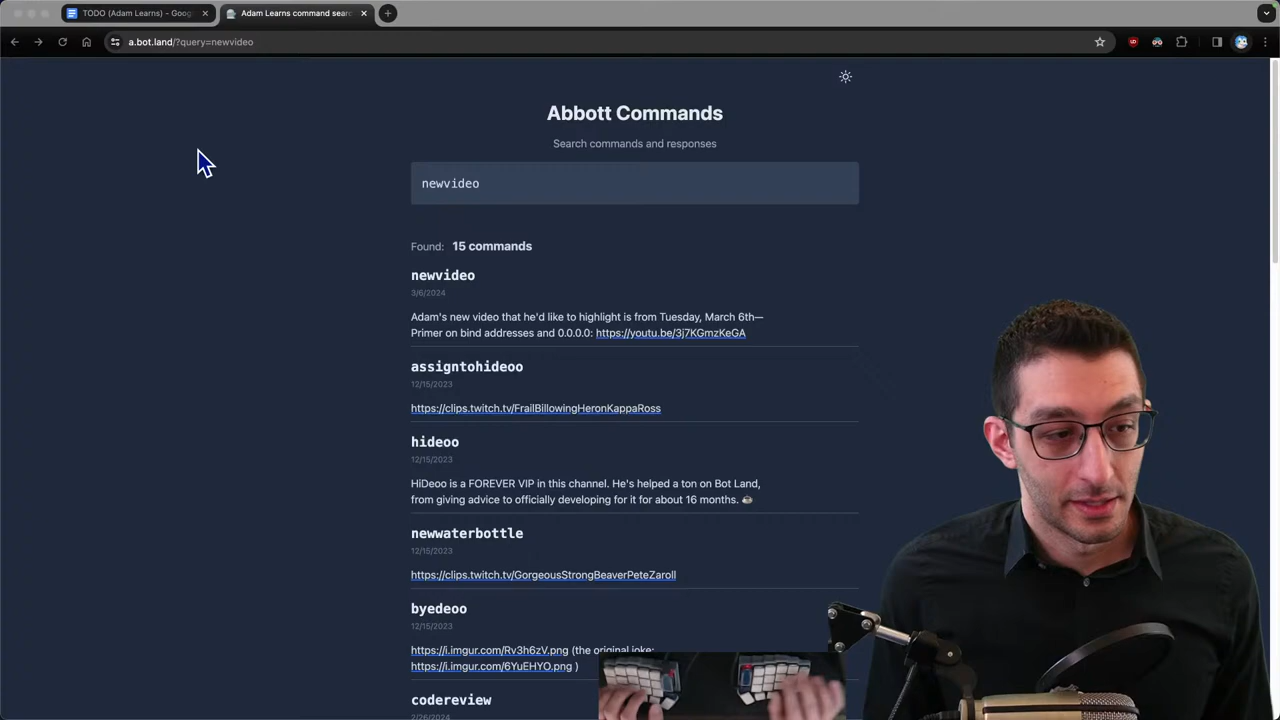 TODO (Adam Learns) - Goog
Adam Learns command sear
a.bot.land/?query=newvideo
Abbott Commands
Search commands and responses
newvideo
Found: 15 commands
newvideo
3/6/2024
Adam's new video that he'd like to highlight is from Tuesday, March 6th—
Primer on bind addresses and 0.0.0.0: https://youtu.be/3j7KGmzKeGA
assigntohideoo
12/15/2023
https://clips.twitch.tv/FrailBillowingHeronKappaRoss
hideoo
12/15/2023
HiDeoo is a FOREVER VIP in this channel. He's helped a ton on Bot Land,
from giving advice to officially developing for it for about 16 months. ☕
newwaterbottle
12/15/2023
https://clips.twitch.tv/GorgeousStrongBeaverPeteZaroll
byedeoo
12/15/2023
https://i.imgur.com/Rv3h6zV.png (the original joke:
https://i.imgur.com/6YuEHYO.png )
codereview
2/26/2024